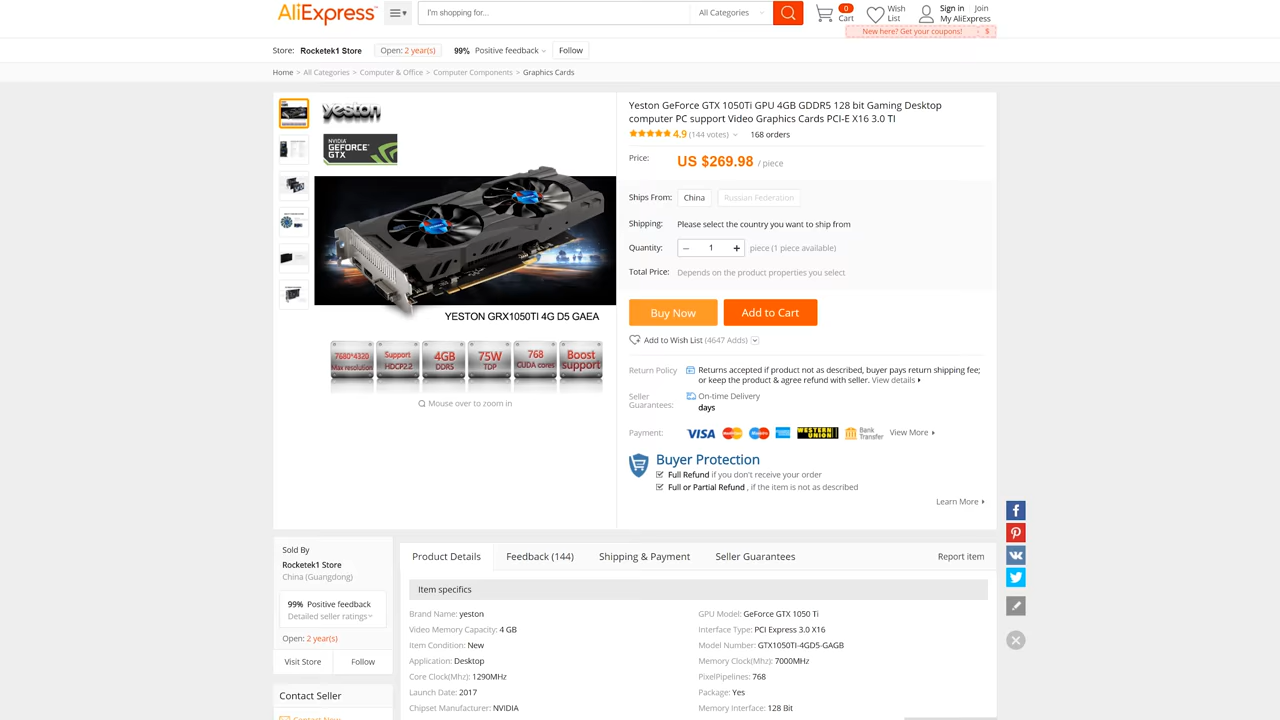 AliExpress™
I'm shopping for...
All Categories
0
Cart
Wish List
Sign in Join
My AliExpress
New here? Get your coupons! - $
Store: Rocketek1 Store
Open: 2 year(s)
99% Positive feedback
Follow
Home > All Categories > Computer & Office > Computer Components > Graphics Cards
yeston
NVIDIA
GEFORCE
GTX
YESTON GRX1050TI 4G D5 GAEA
7680*4320
Max resolution
Support
HDCP2.2
4GB
DDR5
75W
TDP
768
CUDA cores
Boost
support
Mouse over to zoom in
Yeston GeForce GTX 1050Ti GPU 4GB GDDR5 128 bit Gaming Desktop
computer PC support Video Graphics Cards PCI-E X16 3.0 TI
4.9 (144 votes) 168 orders
Price: US $269.98 / piece
Ships From: China Russian Federation
Shipping: Please select the country you want to ship from
Quantity: – 1 + piece (1 piece available)
Total Price: Depends on the product properties you select
Buy Now
Add to Cart
Add to Wish List (4647 Adds)
Return Policy
Returns accepted if product not as described, buyer pays return shipping fee;
or keep the product & agree refund with seller. View details
Seller
Guarantees:
On-time Delivery
days
Payment: VISA MasterCard Maestro WESTERN UNION Bank Transfer View More
Buyer Protection
Full Refund if you don't receive your order
Full or Partial Refund , if the item is not as described
Learn More
Sold By
Rocketek1 Store
China (Guangdong)
99% Positive feedback
Detailed seller ratings
Open: 2 year(s)
Visit Store
Follow
Contact Seller
Contact Now
Product Details
Feedback (144)
Shipping & Payment
Seller Guarantees
Report item
Item specifics
Brand Name: yeston
GPU Model: GeForce GTX 1050 Ti
Video Memory Capacity: 4 GB
Interface Type: PCI Express 3.0 X16
Item Condition: New
Model Number: GTX1050TI-4GD5-GAGB
Application: Desktop
Memory Clock(Mhz): 7000MHz
Core Clock(Mhz): 1290MHz
PixelPipelines: 768
Launch Date: 2017
Package: Yes
Chipset Manufacturer: NVIDIA
Memory Interface: 128 Bit